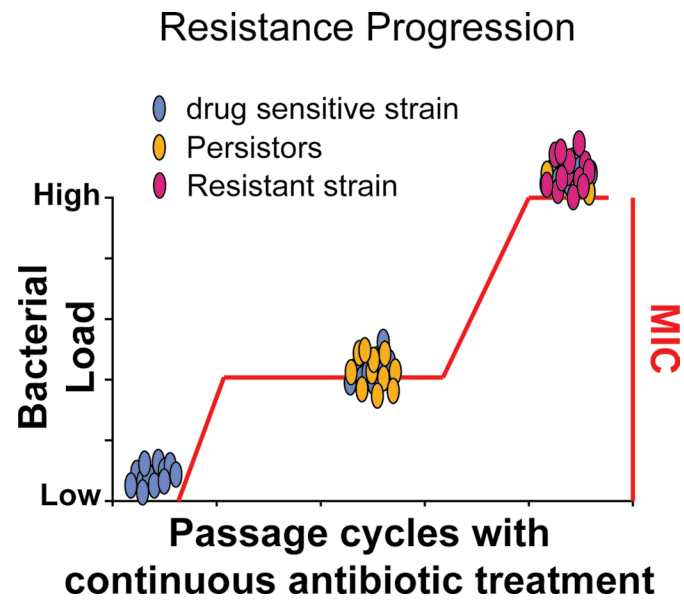 Resistance Progression
drug sensitive strain
Persistors
Resistant strain
High
Low
Bacterial
Load
MIC
Passage cycles with
continuous antibiotic treatment